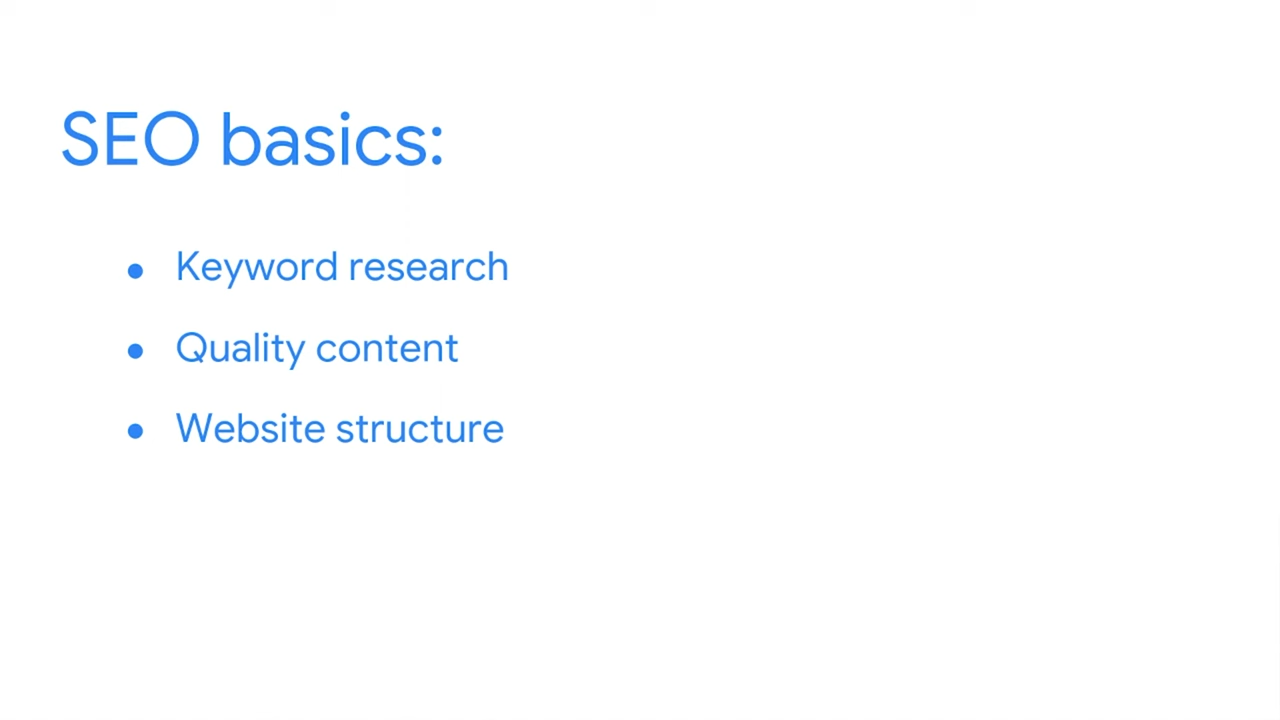 SEO basics:
● Keyword research
● Quality content
● Website structure